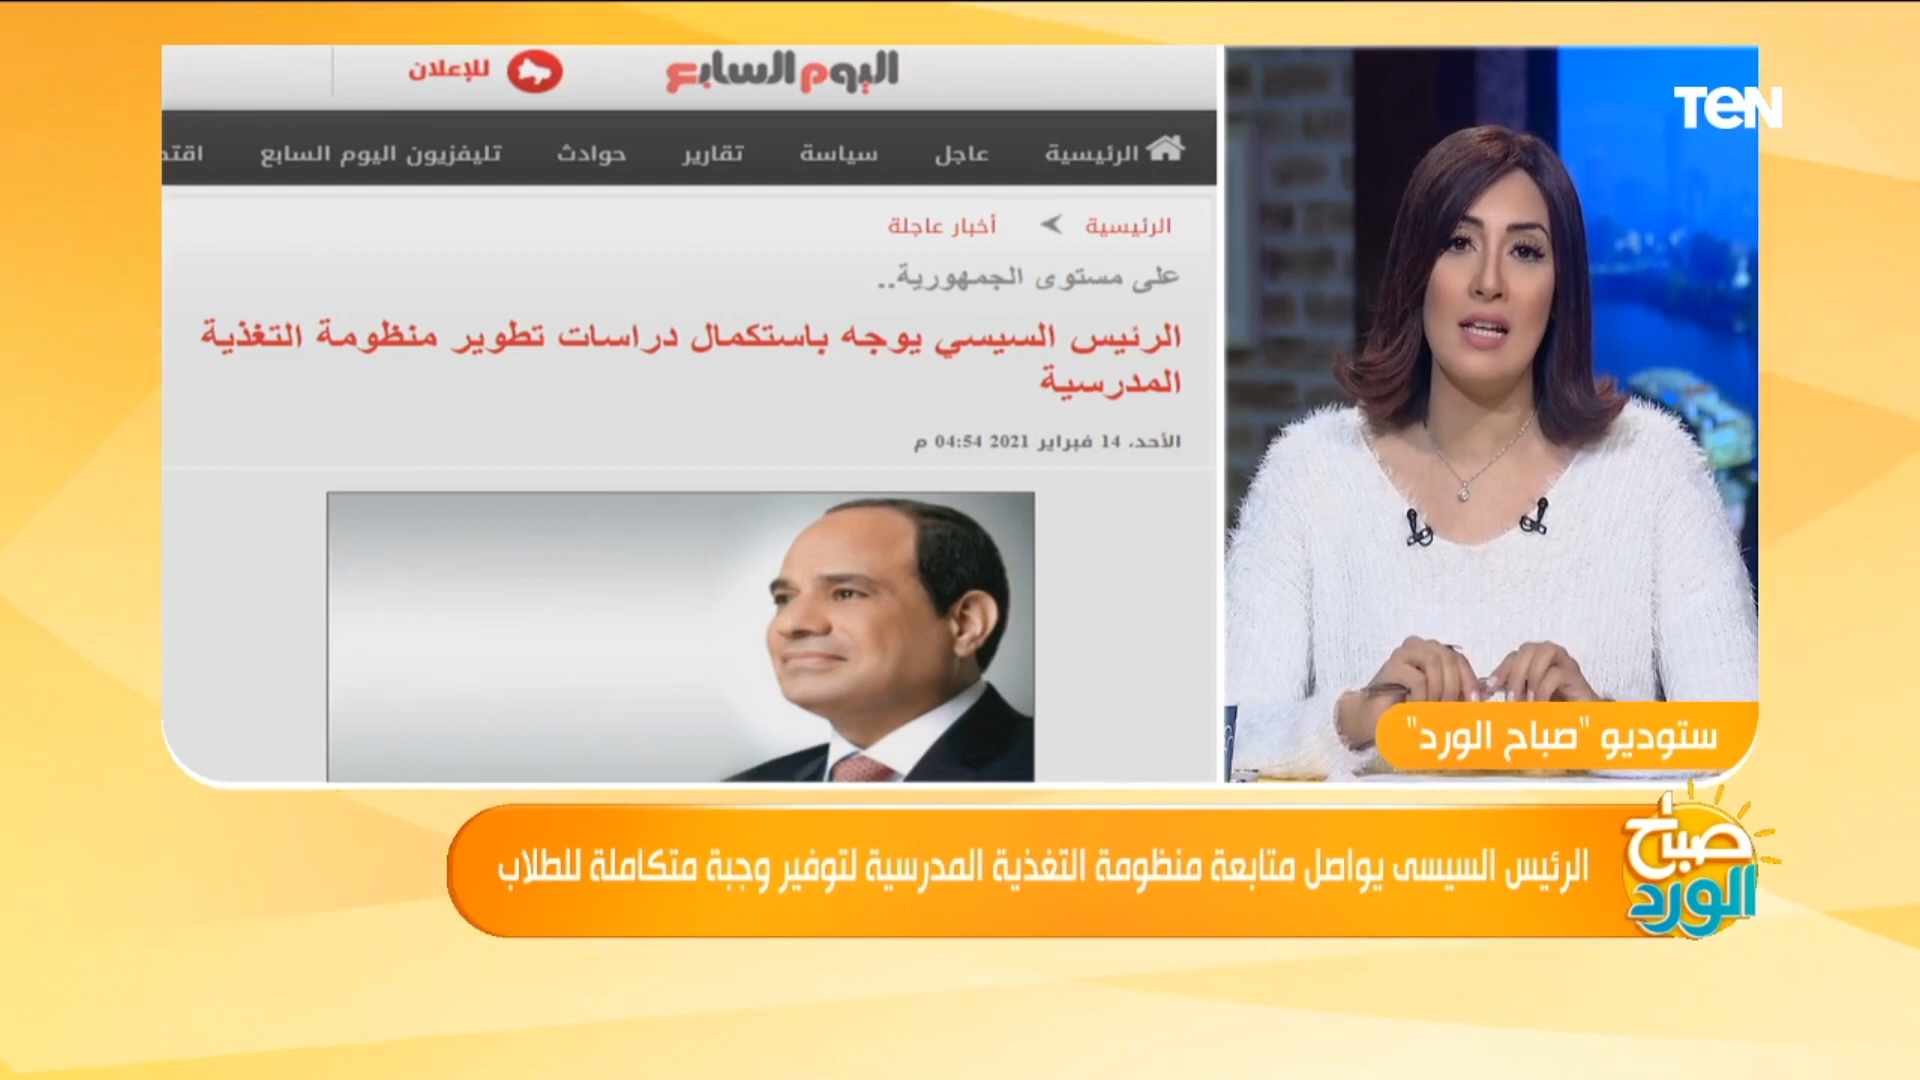 TEN
اليوم السابع
للإعلان
الرئيسية عاجل سياسة تقارير حوادث تليفزيون اليوم السابع اقتص
الرئيسية أخبار عاجلة
على مستوى الجمهورية..
الرئيس السيسي يوجه باستكمال دراسات تطوير منظومة التغذية
المدرسية
الأحد، 14 فبراير 2021 04:54 م
ستوديو "صباح الورد"
الرئيس السيسى يواصل متابعة منظومة التغذية المدرسية لتوفير وجبة متكاملة للطلاب
صباح
الورد